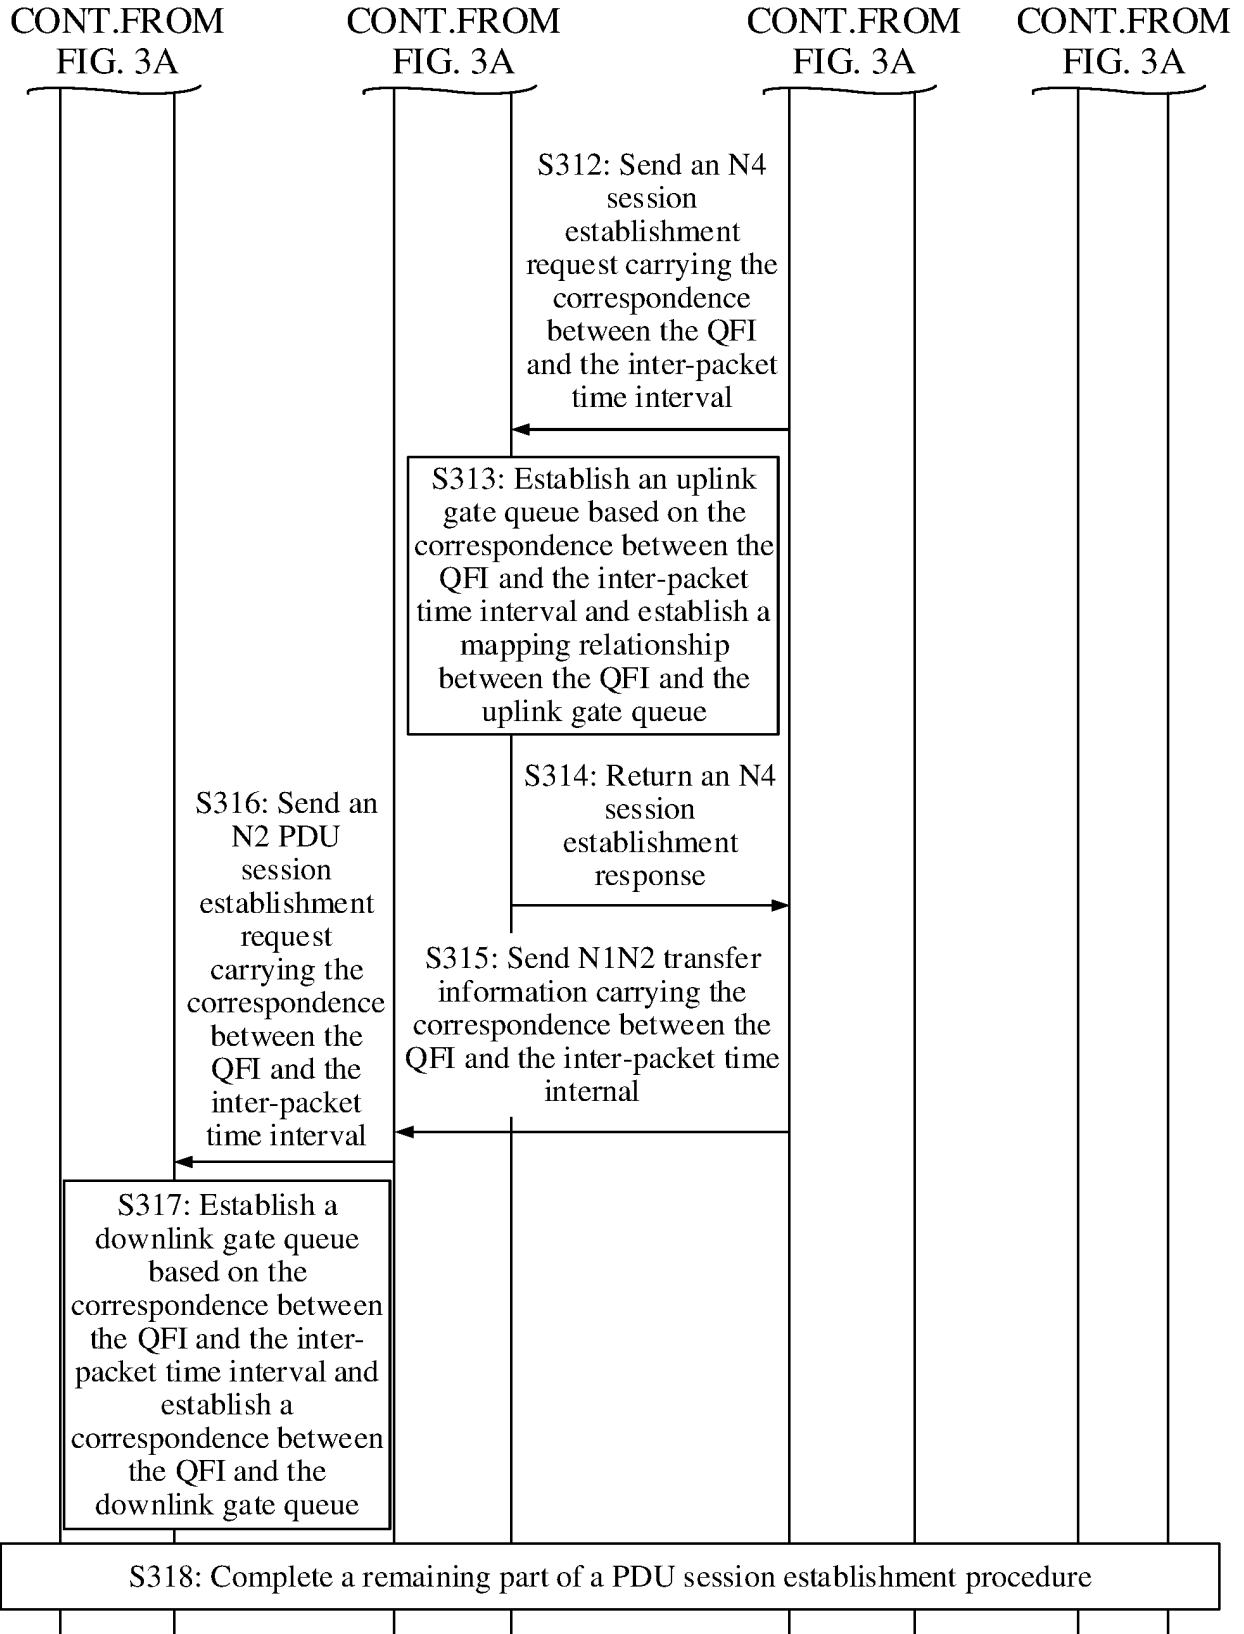 CONT.FROM
FIG. 3A
CONT.FROM
FIG. 3A
CONT.FROM
FIG. 3A
CONT.FROM
FIG. 3A
S312: Send an N4
session
establishment
request carrying the
correspondence
between the QFI
and the inter-packet
time interval
S313: Establish an uplink
gate queue based on the
correspondence between the
QFI and the inter-packet
time interval and establish a
mapping relationship
between the QFI and the
uplink gate queue
S314: Return an N4
session
establishment
response
S315: Send N1N2 transfer
information carrying the
correspondence between the
QFI and the inter-packet time
internal
S316: Send an
N2 PDU
session
establishment
request
carrying the
correspondence
between the
QFI and the
inter-packet
time interval
S317: Establish a
downlink gate queue
based on the
correspondence between
the QFI and the inter-
packet time interval and
establish a
correspondence between
the QFI and the
downlink gate queue
S318: Complete a remaining part of a PDU session establishment procedure